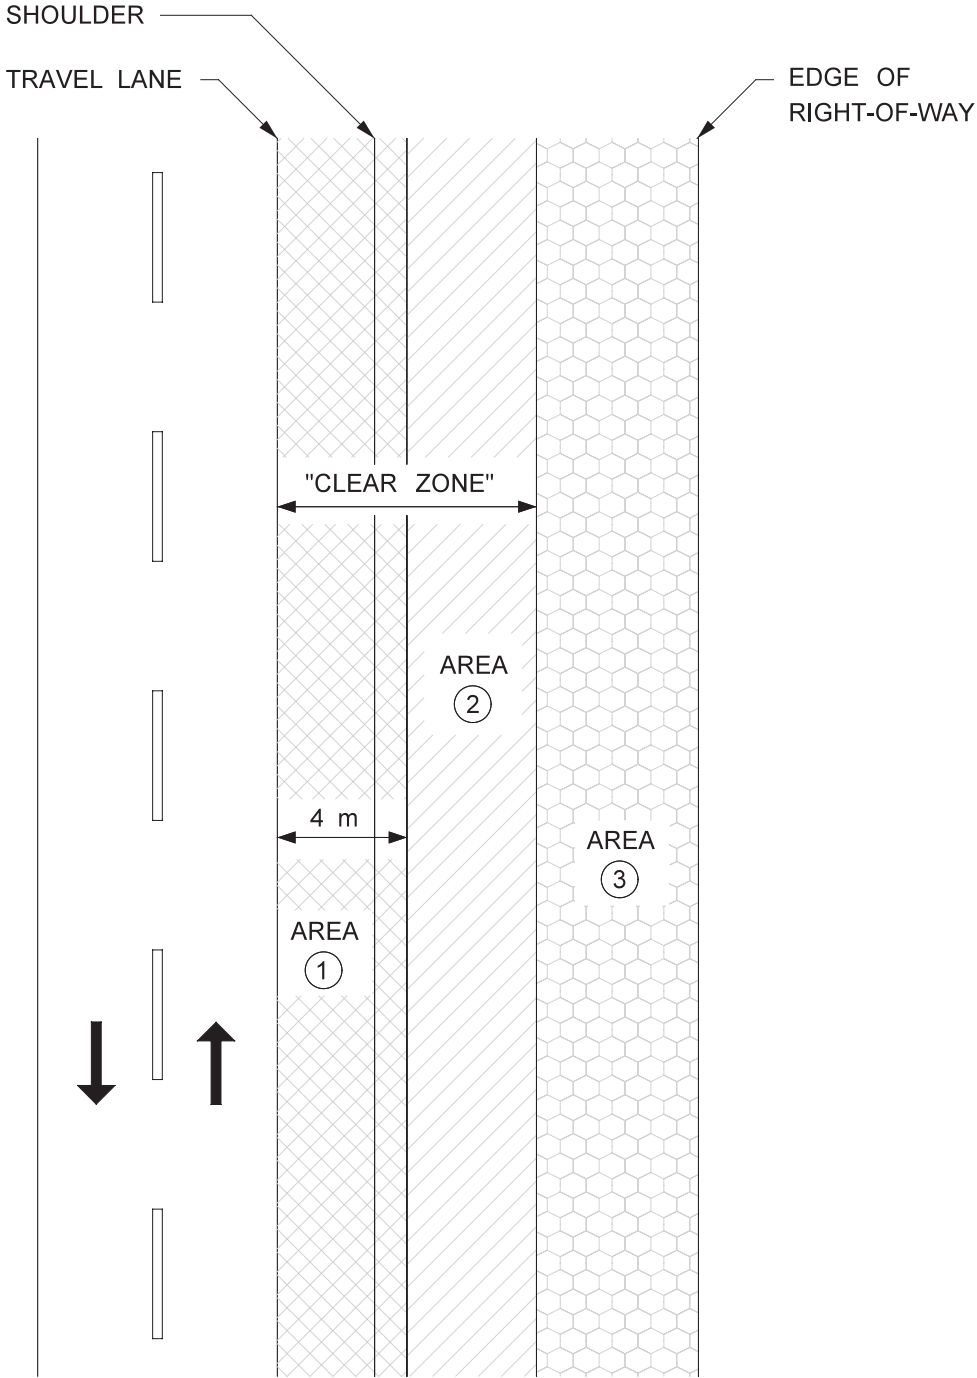 SHOULDER
TRAVEL LANE
EDGE OF
RIGHT-OF-WAY
"CLEAR ZONE"
AREA
2
4 m
AREA
3
AREA
1